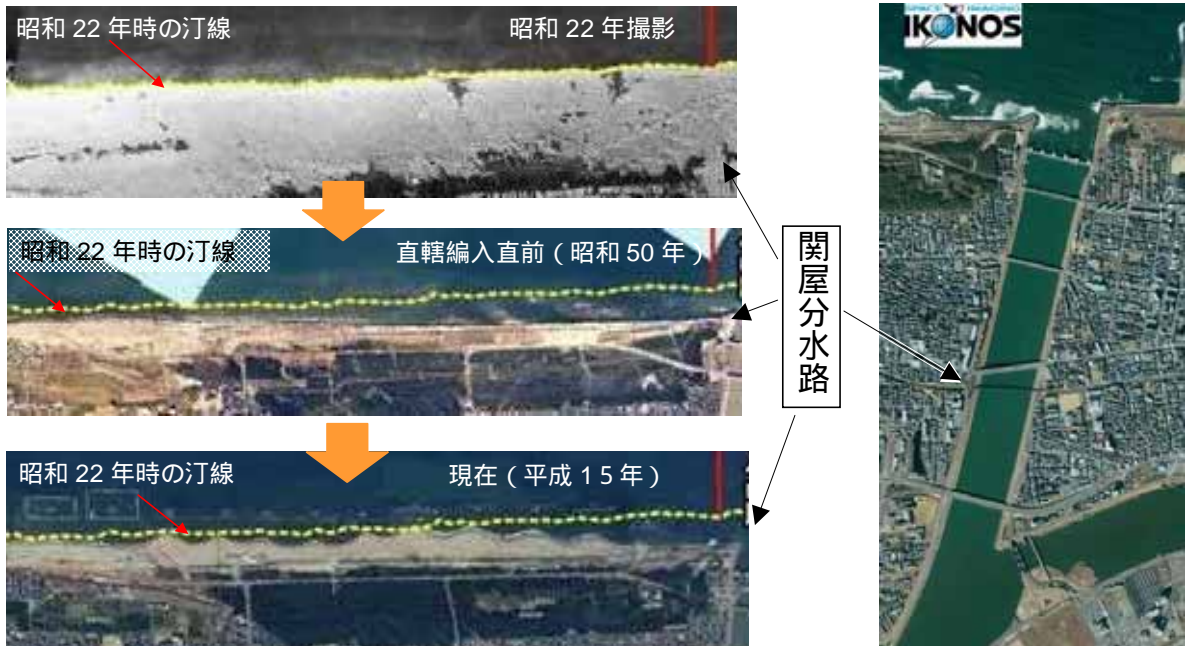 昭和 22 年時の汀線
昭和 22 年撮影
昭和 22 年時の汀線
直轄編入直前（昭和 50 年）
昭和 22 年時の汀線
現在（平成１５年）
関屋分水路
SPACE IMAGING
IKONOS